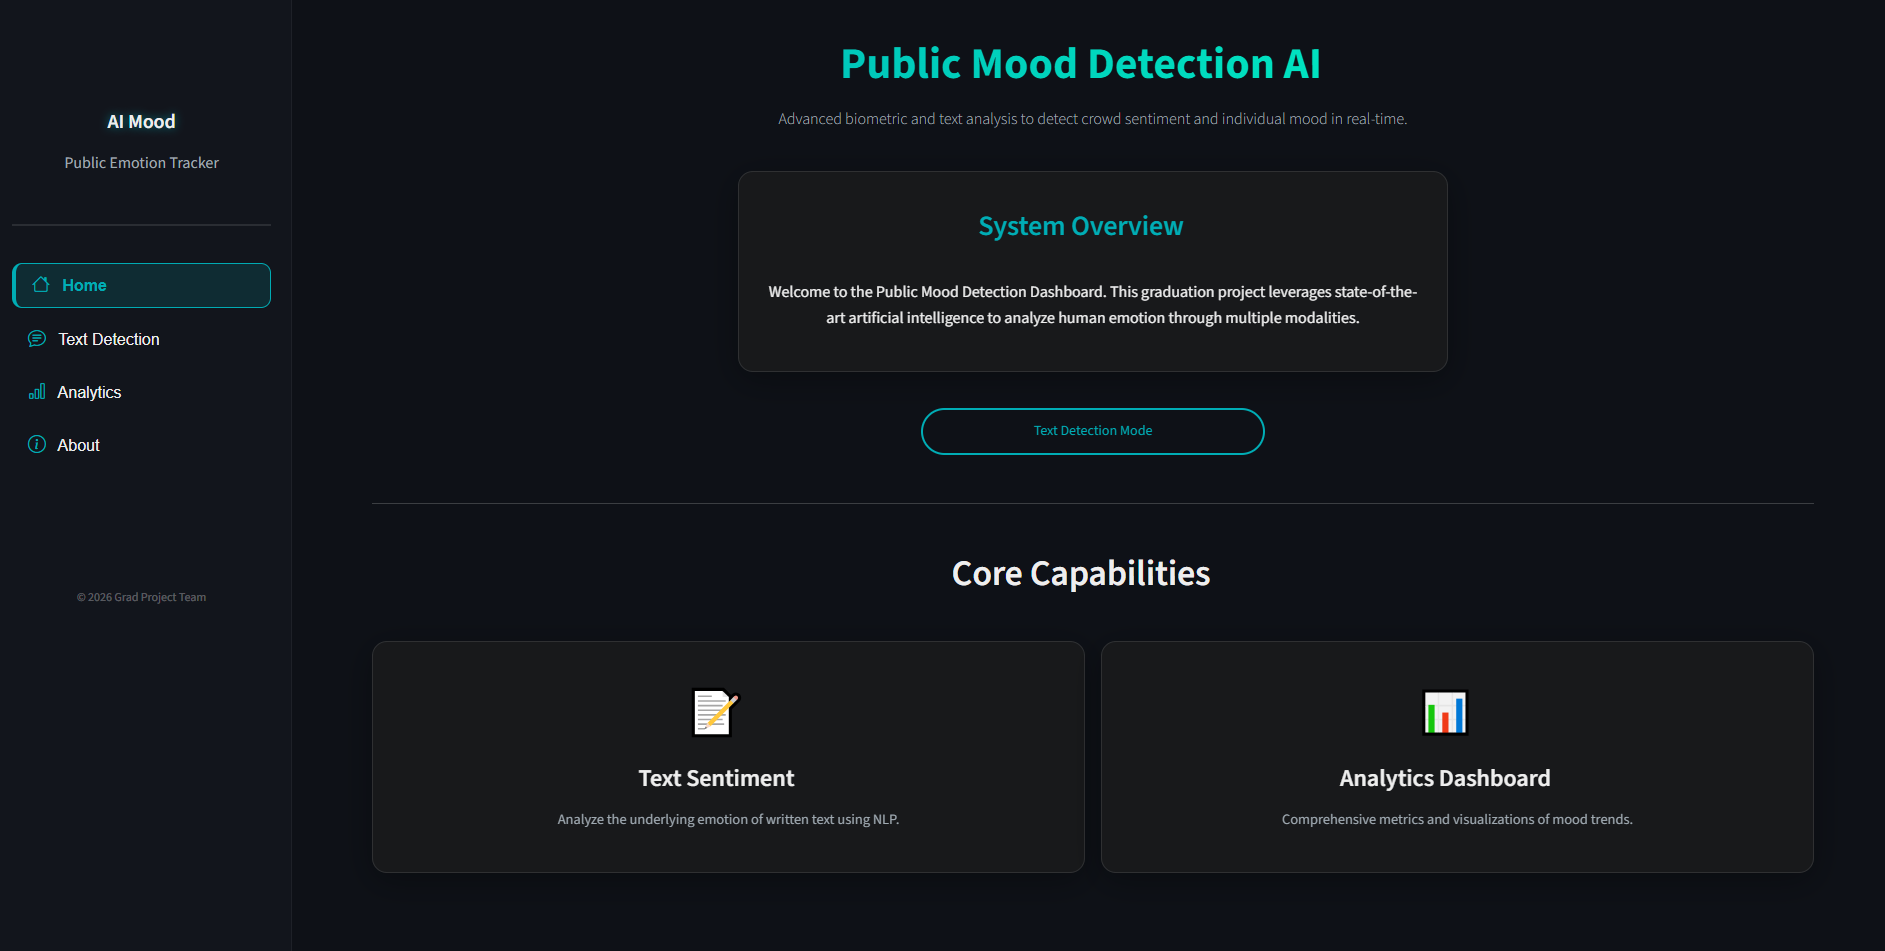 AI Mood
Public Emotion Tracker
Home
Text Detection
Analytics
About
© 2026 Grad Project Team
Public Mood Detection AI
Advanced biometric and text analysis to detect crowd sentiment and individual mood in real-time.
System Overview
Welcome to the Public Mood Detection Dashboard. This graduation project leverages state-of-the-
art artificial intelligence to analyze human emotion through multiple modalities.
Text Detection Mode
Core Capabilities
Text Sentiment
Analyze the underlying emotion of written text using NLP.
Analytics Dashboard
Comprehensive metrics and visualizations of mood trends.